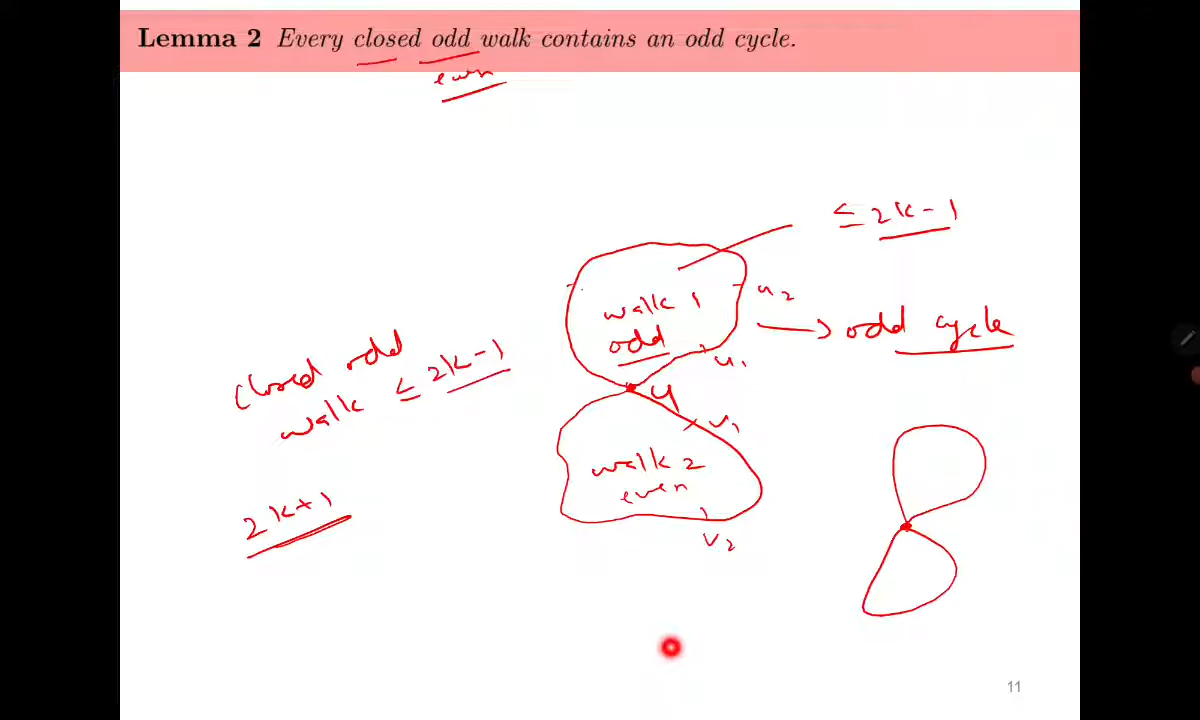 Lemma 2 Every closed odd walk contains an odd cycle.
even
≤ 2k-1
walk 1
odd
u2
→ odd cycle
u1
closed odd
walk ≤ 2k-1
y
v1
walk 2
even
2k+1
v2
11